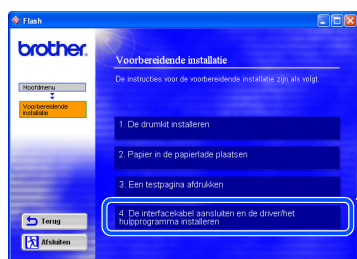 Flash
brother.
Hoofdmenu
Voorbereidende
installatie
Terug
Afsluiten
Voorbereidende installatie
De instructies voor de voorbereidende installatie zijn als volgt.
1. De drumkit installeren
2. Papier in de papierlade plaatsen
3. Een testpagina afdrukken
4. De interfacekabel aansluiten en de driver/het
hulpprogramma installeren